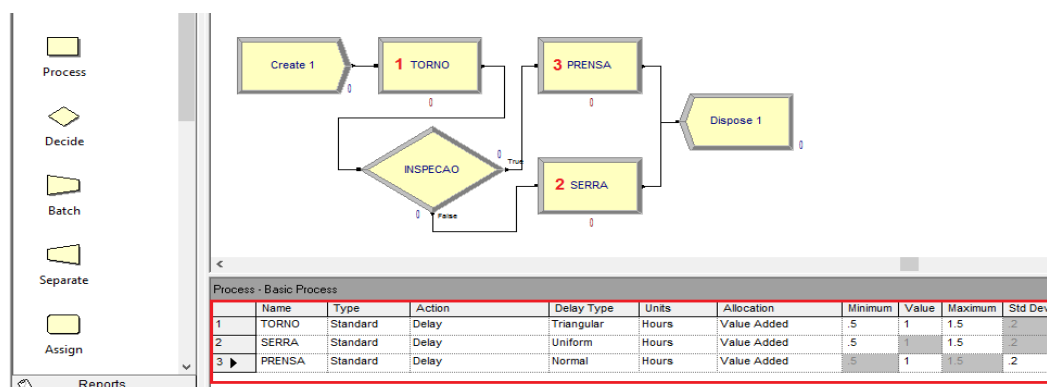 Process
Decide
Batch
Separate
Assign
Reports
Create 1
0
1 TORNO
0
3 PRENSA
0
Dispose 1
0
INSPECAO
0
True
0
False
2 SERRA
0
Process - Basic Process
Name Type Action Delay Type Units Allocation Minimum Value Maximum Std Dev
1 TORNO Standard Delay Triangular Hours Value Added .5 1 1.5 .2
2 SERRA Standard Delay Uniform Hours Value Added .5 1 1.5 .2
3 PRENSA Standard Delay Normal Hours Value Added .5 1 1.5 .2